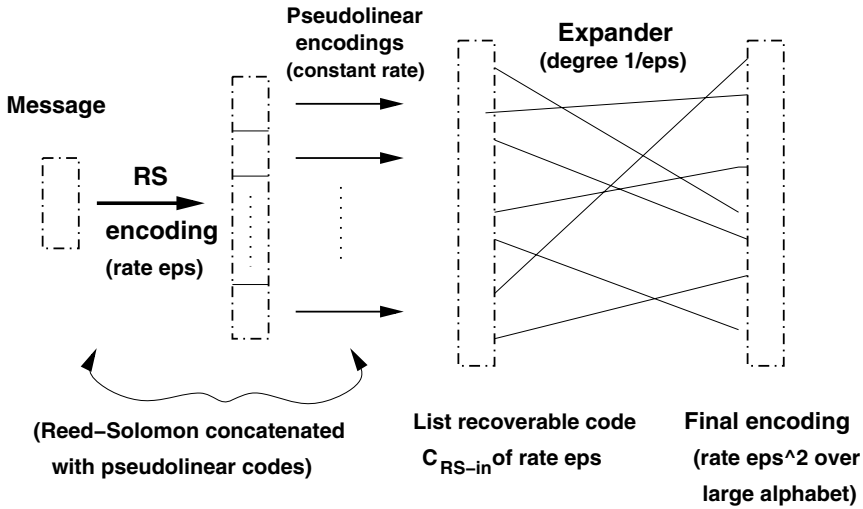 Message
RS
encoding
(rate eps)
Pseudolinear
encodings
(constant rate)
Expander
(degree 1/eps)
(Reed−Solomon concatenated
with pseudolinear codes)
List recoverable code
C RS−in of rate eps
Final encoding
(rate eps^2 over
large alphabet)